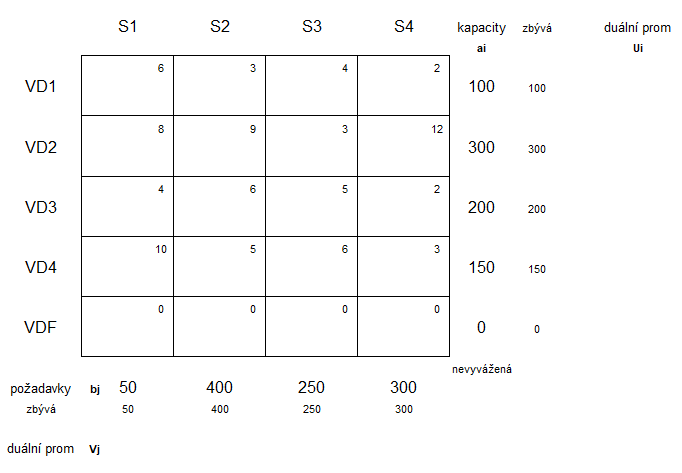 S1 S2 S3 S4 kapacity zbývá duální prom
ai Ui
6 3 4 2
VD1 100 100
8 9 3 12
VD2 300 300
4 6 5 2
VD3 200 200
10 5 6 3
VD4 150 150
0 0 0 0
VDF 0 0
nevyvážená
požadavky bj 50 400 250 300
zbývá 50 400 250 300
duální prom Vj